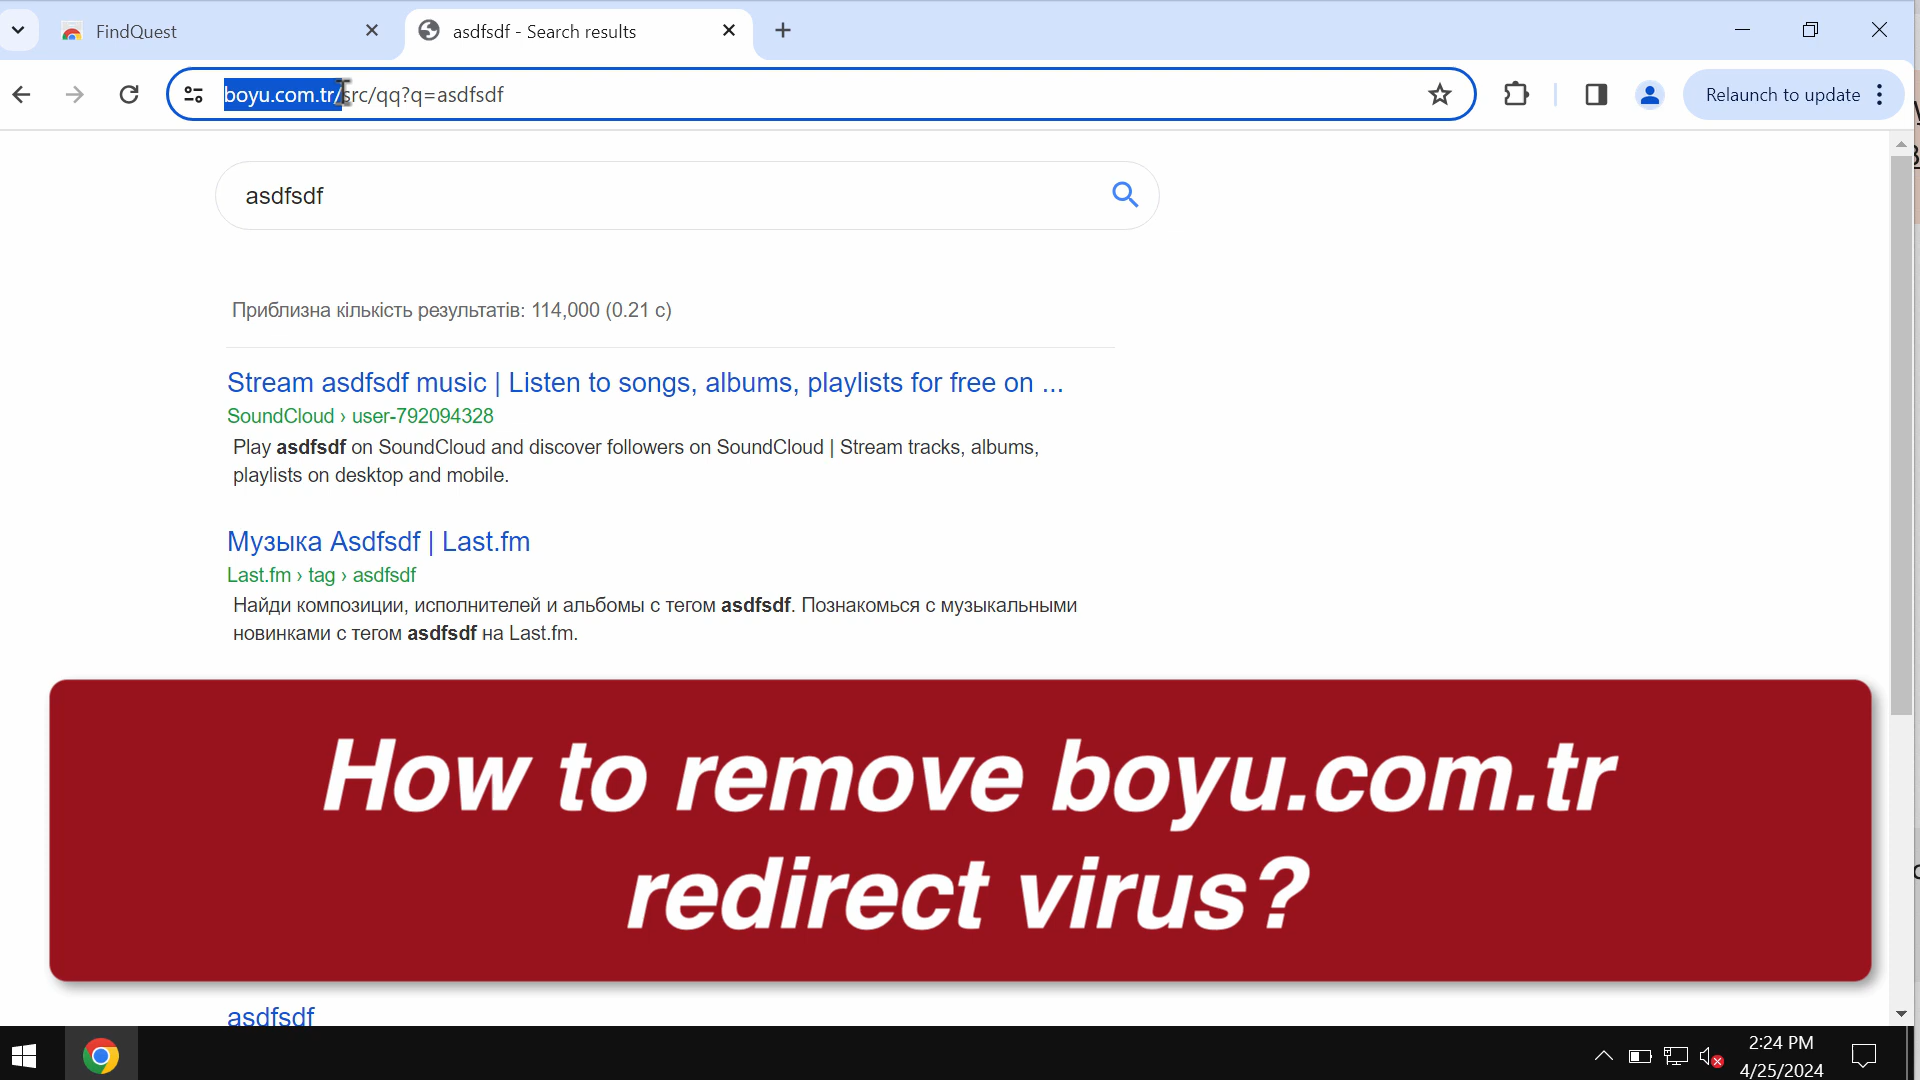 FindQuest
asdfsdf - Search results
boyu.com.tr/src/qq?q=asdfsdf
Relaunch to update
asdfsdf
Приблизна кількість результатів: 114,000 (0.21 с)
Stream asdfsdf music | Listen to songs, albums, playlists for free on ...
SoundCloud › user-792094328
Play asdfsdf on SoundCloud and discover followers on SoundCloud | Stream tracks, albums,
playlists on desktop and mobile.
Музыка Asdfsdf | Last.fm
Last.fm › tag › asdfsdf
Найди композиции, исполнителей и альбомы с тегом asdfsdf. Познакомься с музыкальными
новинками с тегом asdfsdf на Last.fm.
How to remove boyu.com.tr
redirect virus?
asdfsdf
2:24 PM
4/25/2024